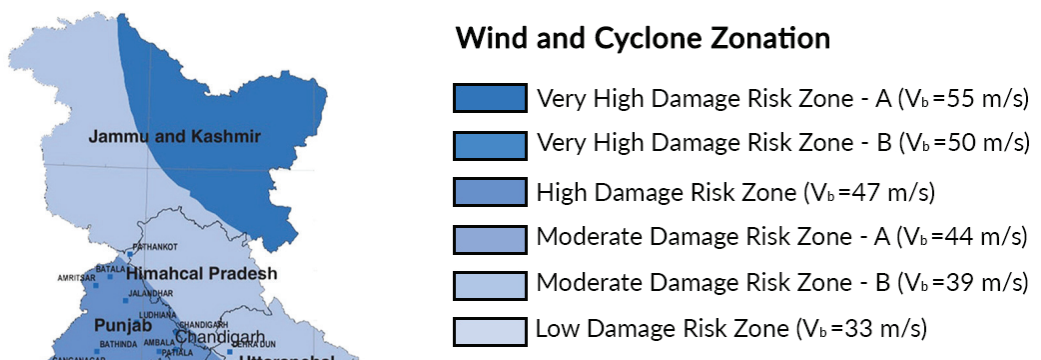 Wind and Cyclone Zonation
Very High Damage Risk Zone - A (Vb=55 m/s)
Very High Damage Risk Zone - B (Vb=50 m/s)
High Damage Risk Zone (Vb=47 m/s)
Moderate Damage Risk Zone - A (Vb=44 m/s)
Moderate Damage Risk Zone - B (Vb=39 m/s)
Low Damage Risk Zone (Vb=33 m/s)
Jammu and Kashmir
PATHANKOT
BATALA
Himahcal Pradesh
AMRITSAR
JALANDHAR
LUDHIANA
Punjab
CHANDIGARH
Chandigarh
BATHINDA
AMBALA
PATIALA